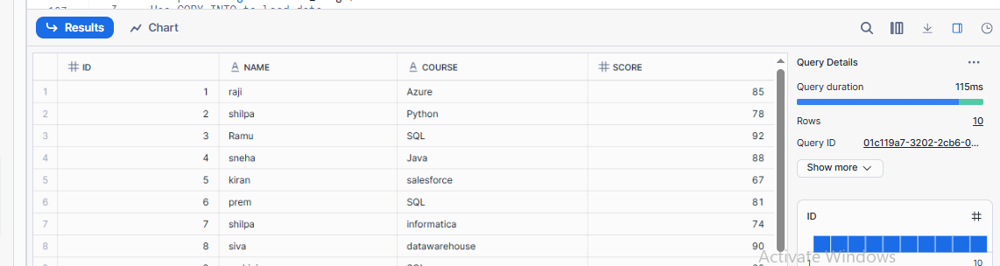 Results
Chart
ID NAME COURSE SCORE
1 1 raji Azure 85
2 2 shilpa Python 78
3 3 Ramu SQL 92
4 4 sneha Java 88
5 5 kiran salesforce 67
6 6 prem SQL 81
7 7 shilpa informatica 74
8 8 siva datawarehouse 90
Query Details
Query duration 115ms
Rows 10
Query ID 01c119a7-3202-2cb6-0...
Show more
ID
1 10
Activate Windows